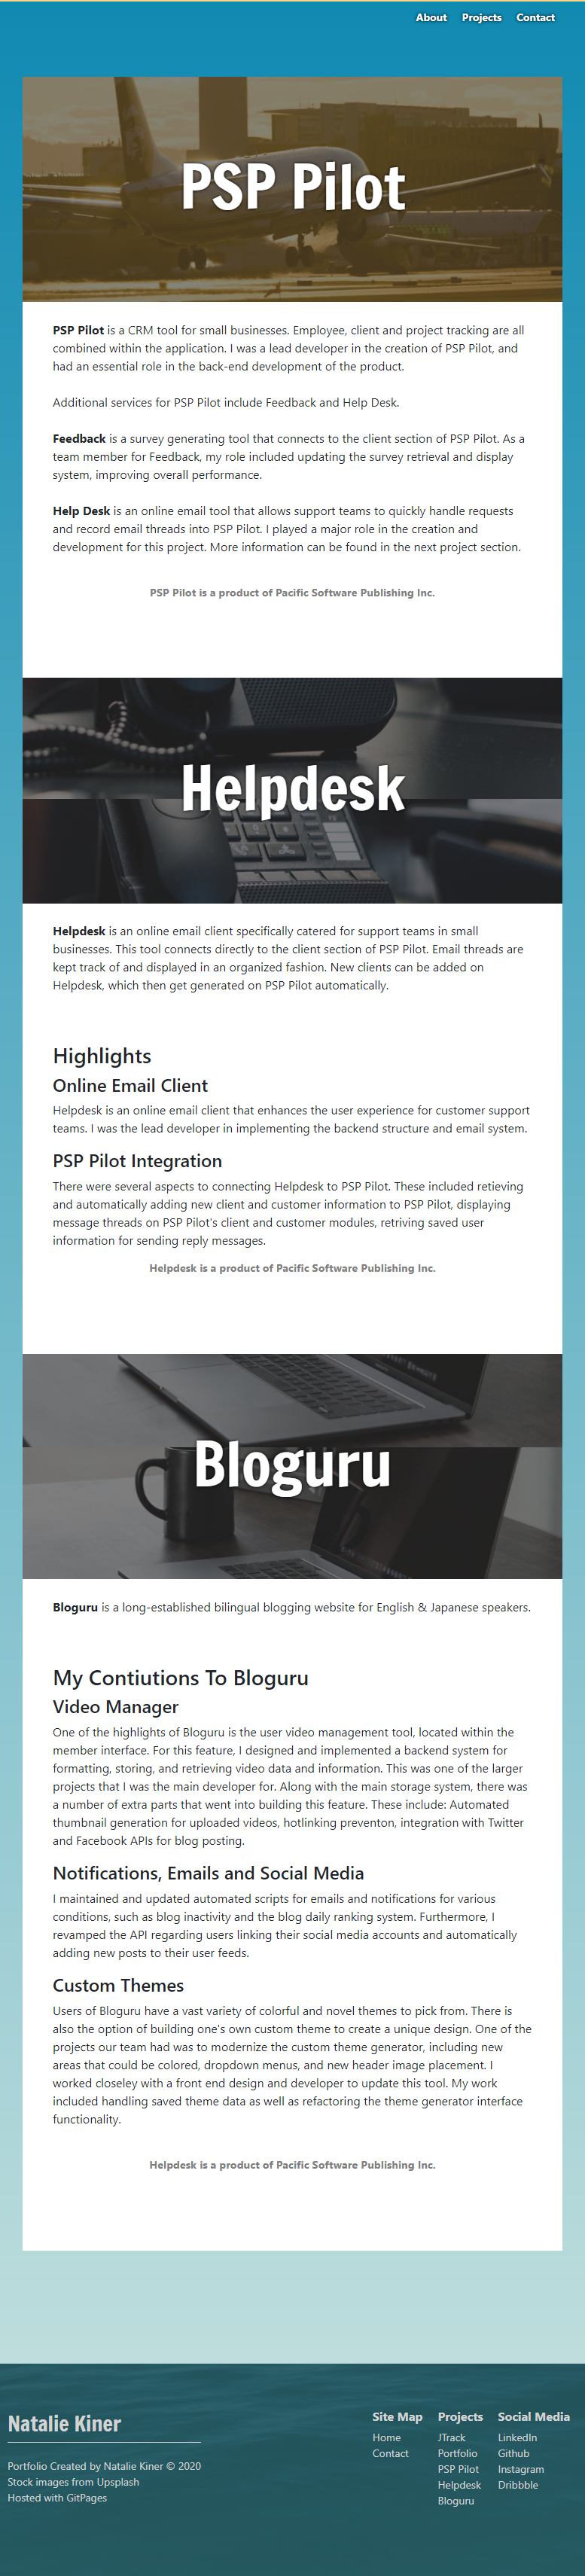 About Projects Contact
PSP Pilot
PSP Pilot is a CRM tool for small businesses. Employee, client and project tracking are all
combined within the application. I was a lead developer in the creation of PSP Pilot, and
had an essential role in the back-end development of the product.
Additional services for PSP Pilot include Feedback and Help Desk.
Feedback is a survey generating tool that connects to the client section of PSP Pilot. As a
team member for Feedback, my role included updating the survey retrieval and display
system, improving overall performance.
Help Desk is an online email tool that allows support teams to quickly handle requests
and record email threads into PSP Pilot. I played a major role in the creation and
development for this project. More information can be found in the next project section.
PSP Pilot is a product of Pacific Software Publishing Inc.
Helpdesk
Helpdesk is an online email client specifically catered for support teams in small
businesses. This tool connects directly to the client section of PSP Pilot. Email threads are
kept track of and displayed in an organized fashion. New clients can be added on
Helpdesk, which then get generated on PSP Pilot automatically.
Highlights
Online Email Client
Helpdesk is an online email client that enhances the user experience for customer support
teams. I was the lead developer in implementing the backend structure and email system.
PSP Pilot Integration
There were several aspects to connecting Helpdesk to PSP Pilot. These included retieving
and automatically adding new client and customer information to PSP Pilot, displaying
message threads on PSP Pilot's client and customer modules, retriving saved user
information for sending reply messages.
Helpdesk is a product of Pacific Software Publishing Inc.
Bloguru
Bloguru is a long-established bilingual blogging website for English & Japanese speakers.
My Contiutions To Bloguru
Video Manager
One of the highlights of Bloguru is the user video management tool, located within the
member interface. For this feature, I designed and implemented a backend system for
formatting, storing, and retrieving video data and information. This was one of the larger
projects that I was the main developer for. Along with the main storage system, there was
a number of extra parts that went into building this feature. These include: Automated
thumbnail generation for uploaded videos, hotlinking preventon, integration with Twitter
and Facebook APIs for blog posting.
Notifications, Emails and Social Media
I maintained and updated automated scripts for emails and notifications for various
conditions, such as blog inactivity and the blog daily ranking system. Furthermore, I
revamped the API regarding users linking their social media accounts and automatically
adding new posts to their user feeds.
Custom Themes
Users of Bloguru have a vast variety of colorful and novel themes to pick from. There is
also the option of building one's own custom theme to create a unique design. One of the
projects our team had was to modernize the custom theme generator, including new
areas that could be colored, dropdown menus, and new header image placement. I
worked closeley with a front end design and developer to update this tool. My work
included handling saved theme data as well as refactoring the theme generator interface
functionality.
Helpdesk is a product of Pacific Software Publishing Inc.
Natalie Kiner
Portfolio Created by Natalie Kiner © 2020
Stock images from Upsplash
Hosted with GitPages
Site Map
Home
Contact
Projects
JTrack
Portfolio
PSP Pilot
Helpdesk
Bloguru
Social Media
LinkedIn
Github
Instagram
Dribbble